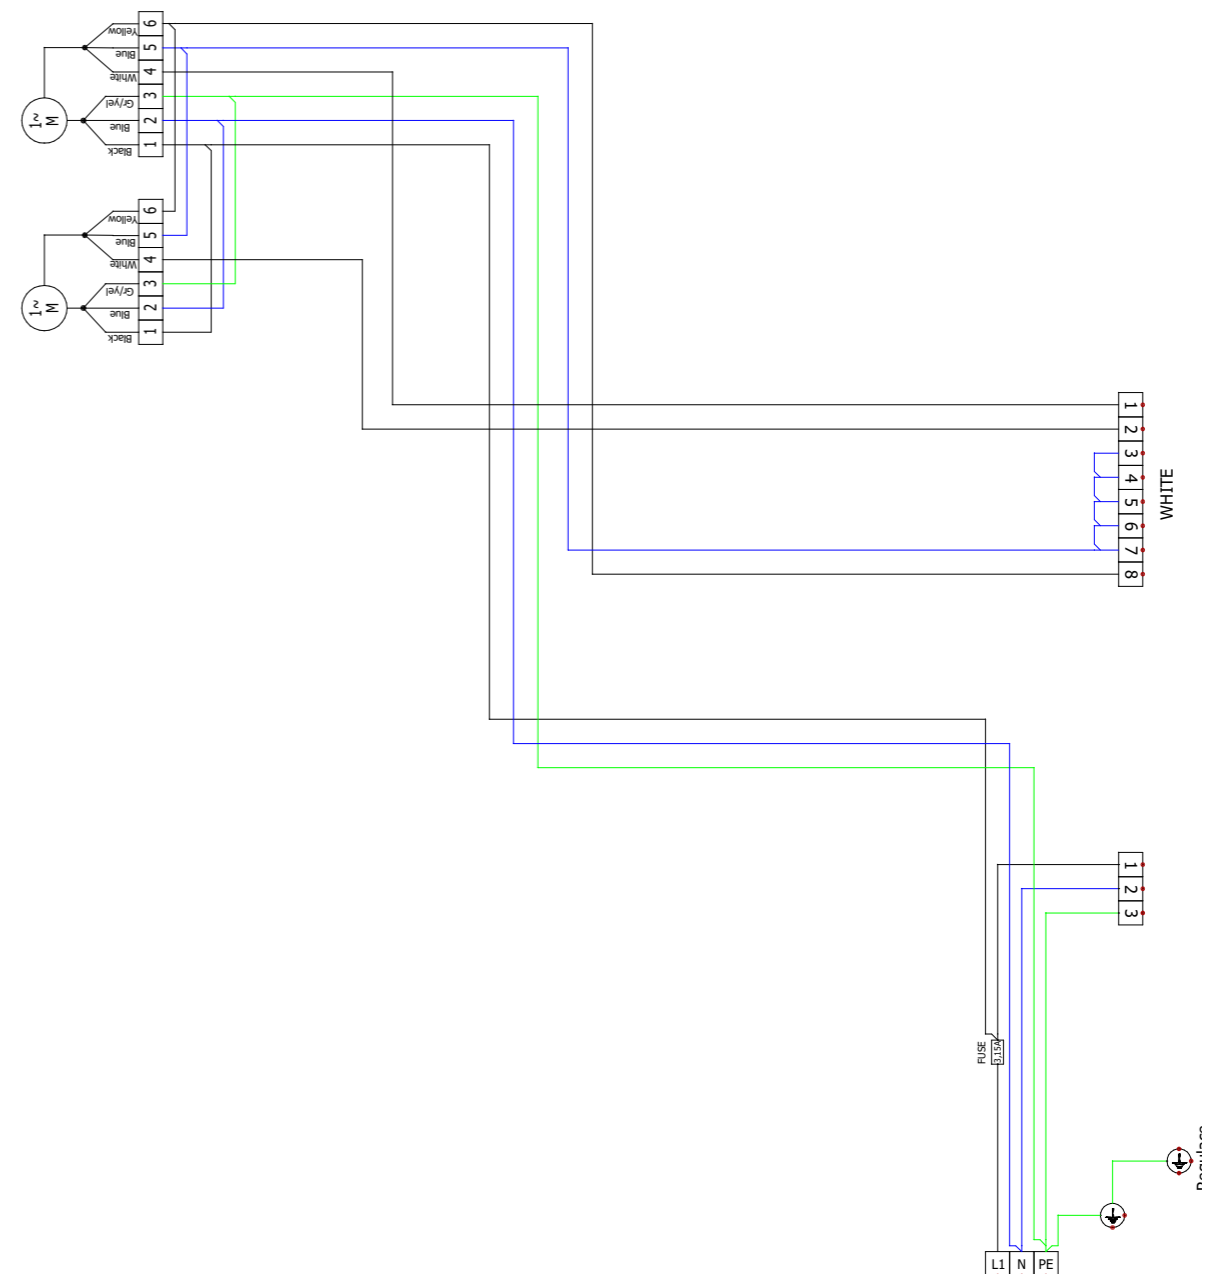 Yellow 6
Blue 5
White 4
Gr/yel 3
Blue 2
Black 1
1~
M
Yellow 6
Blue 5
White 4
Gr/yel 3
Blue 2
Black 1
1~
M
1
2
3
4
5
6
7
8
WHITE
1
2
3
FUSE
3,15A
L1 N PE